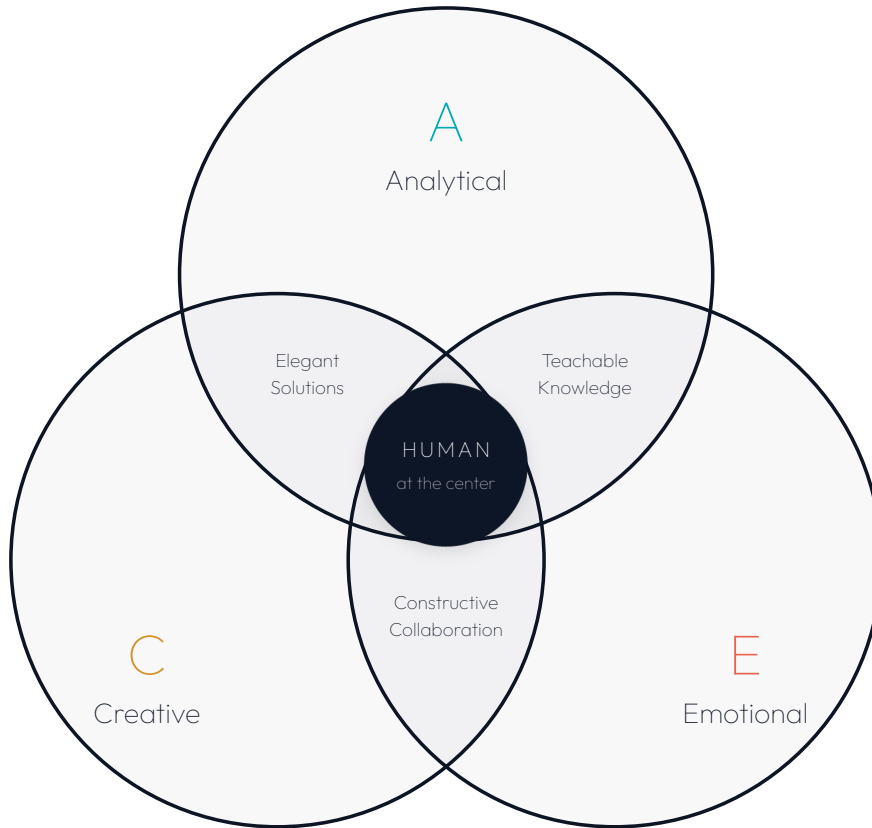 A
Analytical
Elegant
Solutions
Teachable
Knowledge
HUMAN
at the center
Constructive
Collaboration
C
Creative
E
Emotional